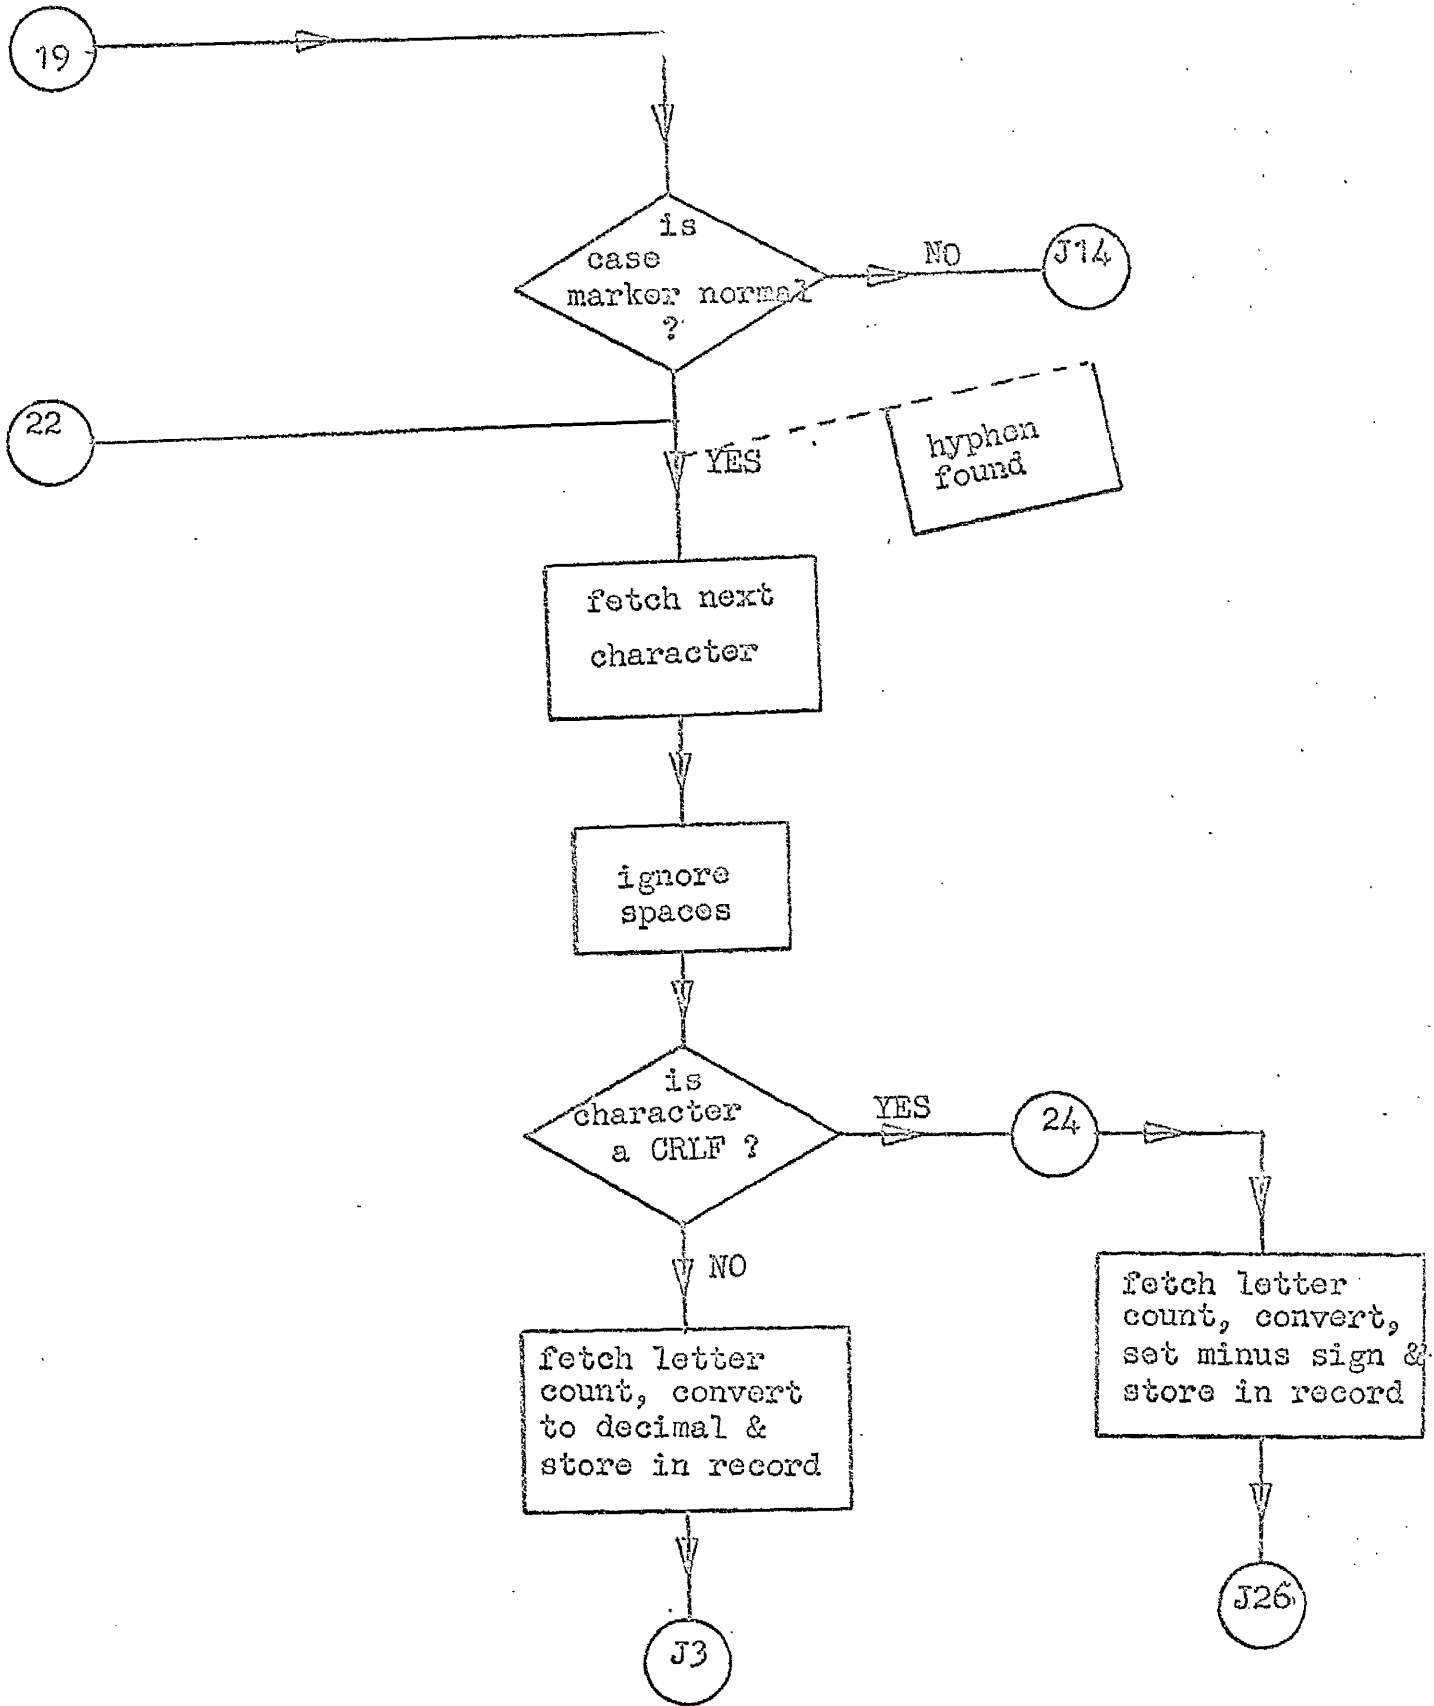 19
is
case
marker normal
?
NO
J14
22
YES
hyphen
found
fetch next
character
ignore
spaces
is
character
a CRLF ?
YES
24
NO
fetch letter
count, convert
to decimal &
store in record
fetch letter
count, convert,
set minus sign &
store in record
J3
J26